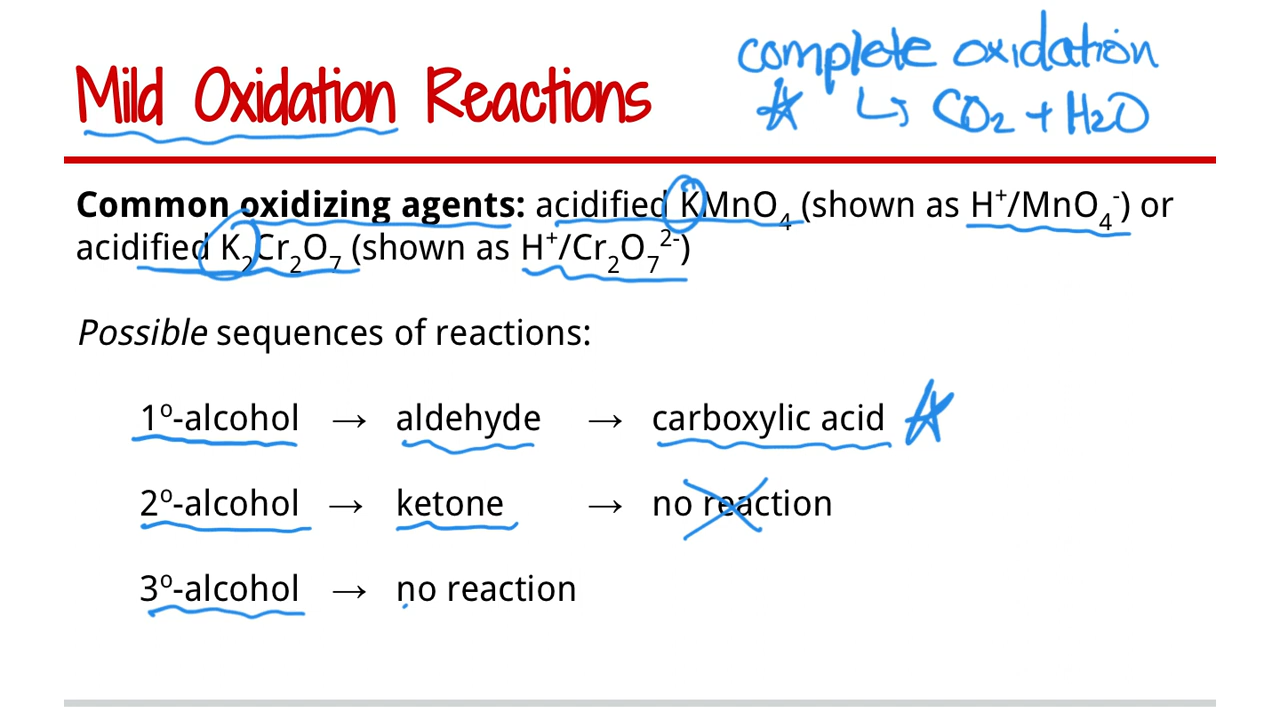 complete oxidation
Mild Oxidation Reactions
☆ ↳ CO₂ + H₂O
Common oxidizing agents: acidified KMnO₄ (shown as H⁺/MnO₄⁻) or
acidified K₂Cr₂O₇ (shown as H⁺/Cr₂O₇²⁻)
Possible sequences of reactions:
1º-alcohol → aldehyde → carboxylic acid ☆
2º-alcohol → ketone → no reaction
3º-alcohol → no reaction